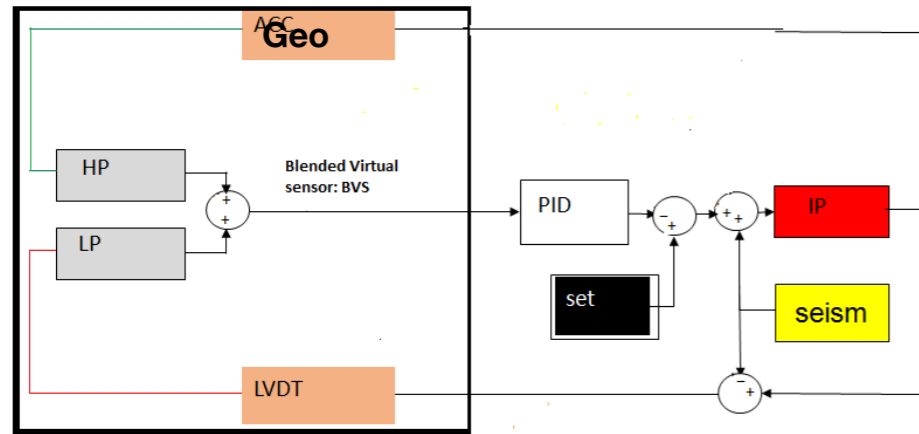 ACC
Geo
HP
Blended Virtual
sensor: BVS
+
+
LP
PID
−
+
+
+
IP
set
seism
LVDT
−
+